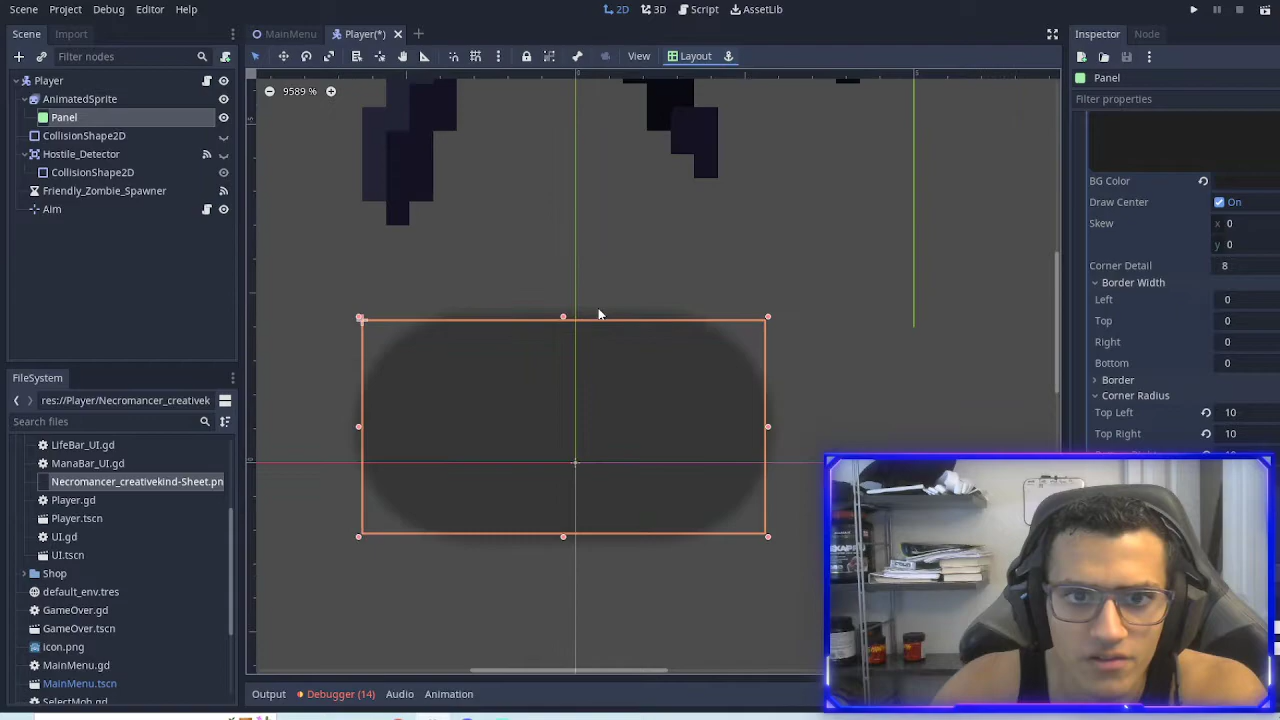 Scene Project Debug Editor Help
2D 3D Script AssetLib
Scene Import
MainMenu Player(*)
Inspector Node
Filter nodes
View Layout
Player
AnimatedSprite
Panel
CollisionShape2D
Hostile_Detector
CollisionShape2D
Friendly_Zombie_Spawner
Aim
9589 %
Panel
Filter properties
BG Color
Draw Center On
Skew x 0
y 0
Corner Detail 8
Border Width
Left 0
Top 0
Right 0
Bottom 0
Border
Corner Radius
Top Left 10
Top Right 10
FileSystem
res://Player/Necromancer_creativek
Search files
LifeBar_UI.gd
ManaBar_UI.gd
Necromancer_creativekind-Sheet.pn
Player.gd
Player.tscn
UI.gd
UI.tscn
Shop
default_env.tres
GameOver.gd
GameOver.tscn
icon.png
MainMenu.gd
MainMenu.tscn
SelectMob.gd
Output Debugger (14) Audio Animation